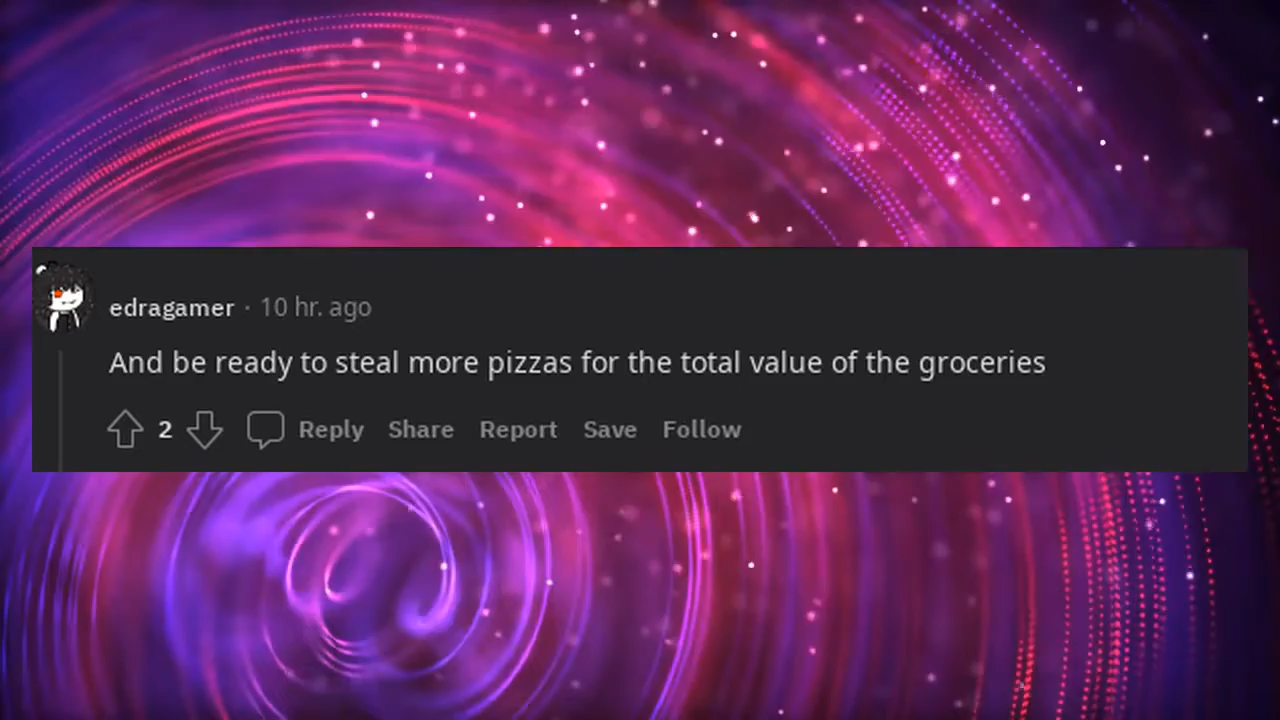 edragamer · 10 hr. ago
And be ready to steal more pizzas for the total value of the groceries
2 Reply Share Report Save Follow